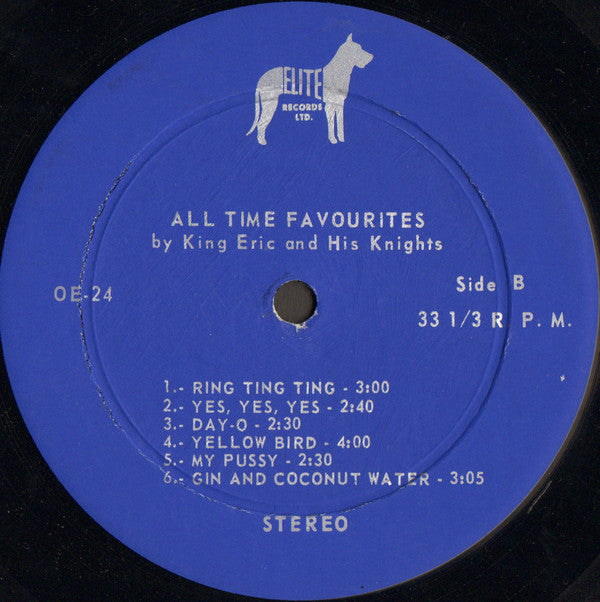 ELITE
RECORDS
LTD.
ALL TIME FAVOURITES
by King Eric and His Knights
OE-24
Side B
33 1/3 R. P. M.
1.- RING TING TING - 3:00
2.- YES, YES, YES - 2:40
3.- DAY-O - 2:30
4.- YELLOW BIRD - 4:00
5.- MY PUSSY - 2:30
6.- GIN AND COCONUT WATER - 3:05
STEREO